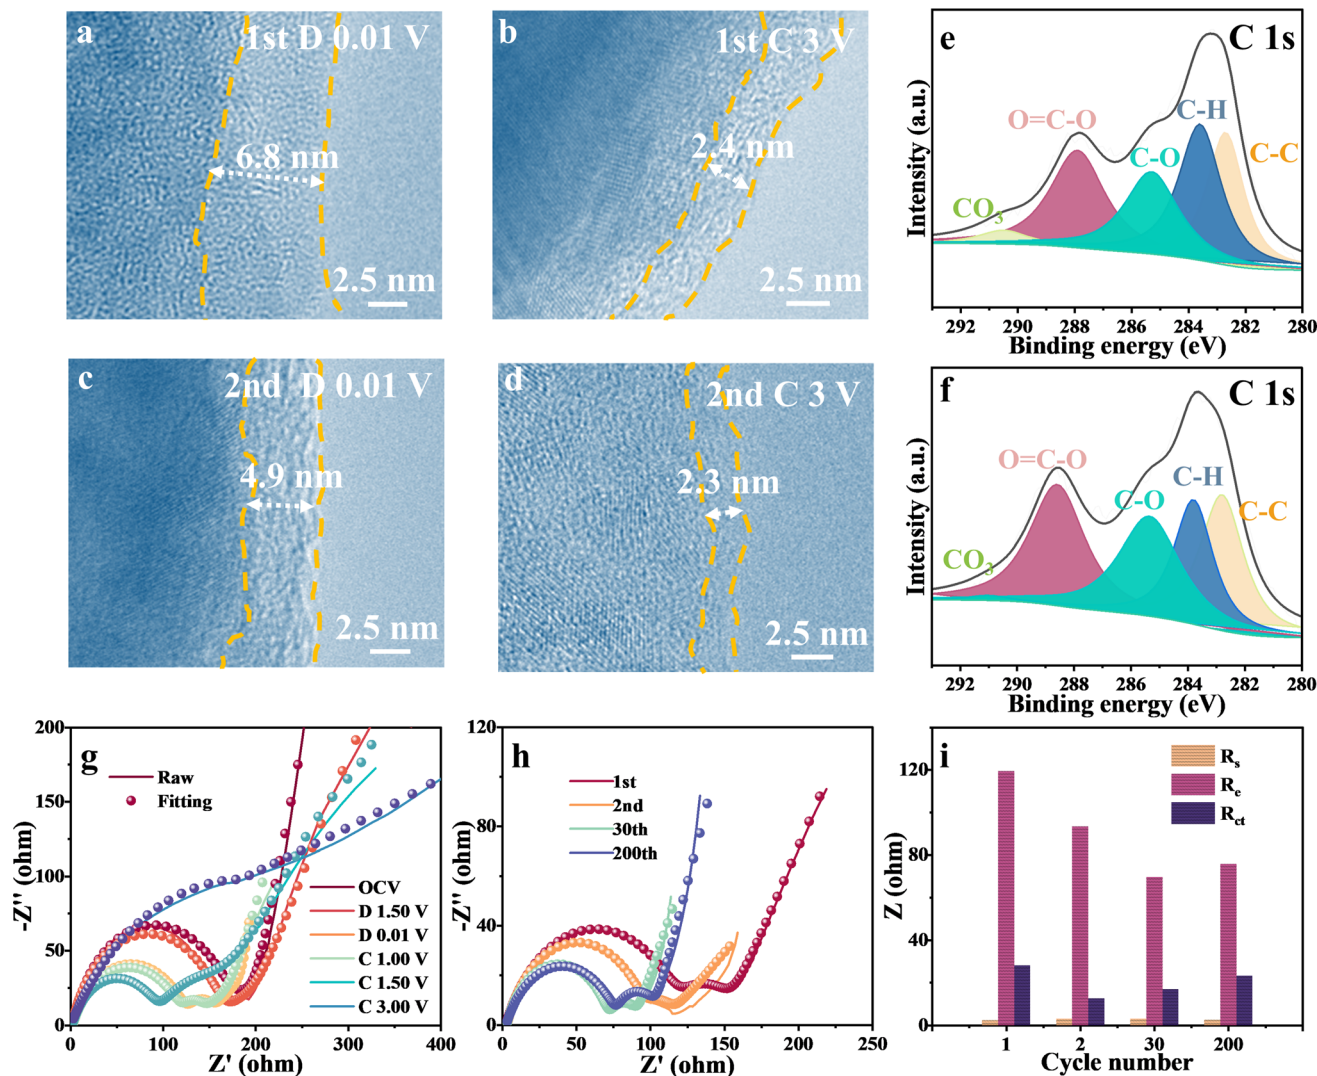 a
1st D 0.01 V
6.8 nm
2.5 nm
b
1st C 3 V
2.4 nm
2.5 nm
e
C 1s
O=C-O
C-H
C-O
C-C
CO3
Intensity (a.u.)
292 290 288 286 284 282 280
Binding energy (eV)
c
2nd D 0.01 V
4.9 nm
2.5 nm
d
2nd C 3 V
2.3 nm
2.5 nm
f
C 1s
O=C-O
C-H
C-O
C-C
CO3
Intensity (a.u.)
292 290 288 286 284 282 280
Binding energy (eV)
g
Raw
Fitting
OCV
D 1.50 V
D 0.01 V
C 1.00 V
C 1.50 V
C 3.00 V
200
150
100
50
0
-Z'' (ohm)
0 100 200 300 400
Z' (ohm)
h
1st
2nd
30th
200th
120
80
40
0
-Z'' (ohm)
0 50 100 150 200 250
Z' (ohm)
i
Rs
Re
Rct
120
80
40
0
Z (ohm)
1 2 30 200
Cycle number